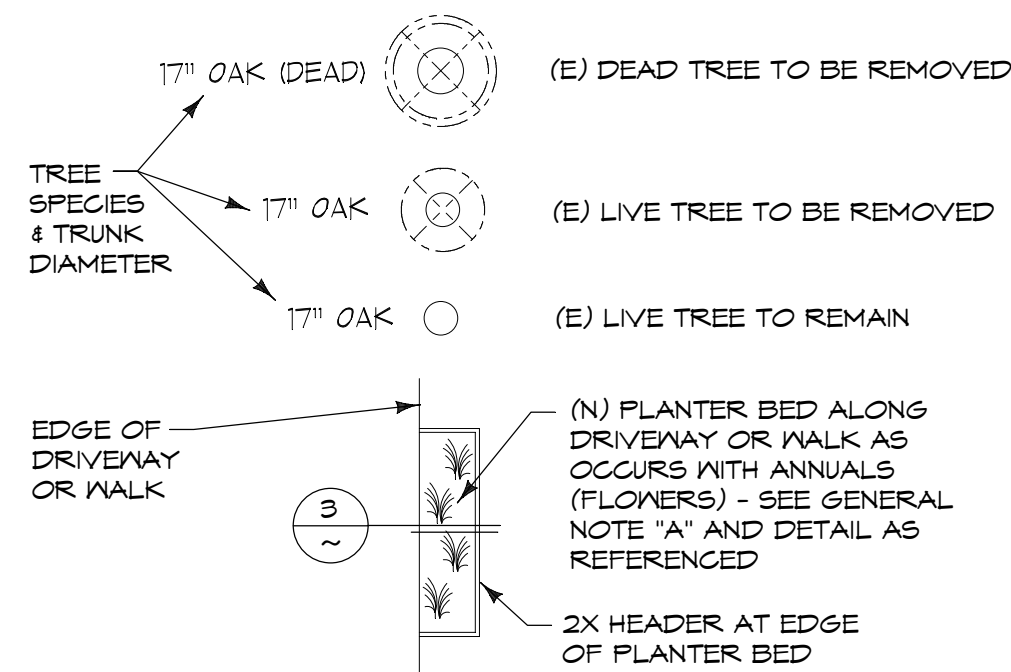 17" OAK (DEAD)
(E) DEAD TREE TO BE REMOVED
TREE
SPECIES
& TRUNK
DIAMETER
17" OAK
(E) LIVE TREE TO BE REMOVED
17" OAK
(E) LIVE TREE TO REMAIN
EDGE OF
DRIVEWAY
OR WALK
3
~
(N) PLANTER BED ALONG
DRIVEWAY OR WALK AS
OCCURS WITH ANNUALS
(FLOWERS) - SEE GENERAL
NOTE "A" AND DETAIL AS
REFERENCED
2X HEADER AT EDGE
OF PLANTER BED